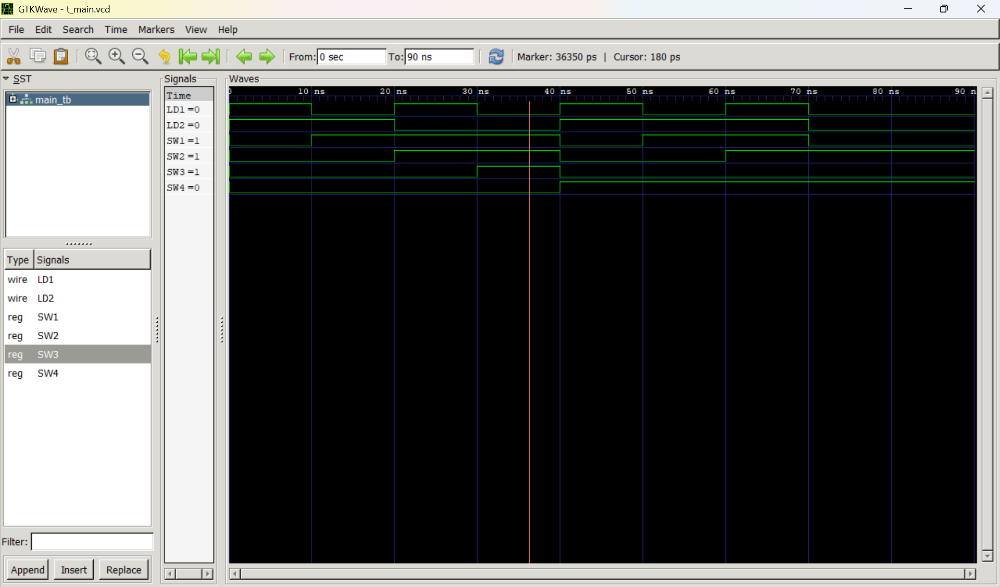 GTKWave - t_main.vcd
File Edit Search Time Markers View Help
From: 0 sec To: 90 ns Marker: 36350 ps | Cursor: 180 ps
SST
main_tb
Type Signals
wire LD1
wire LD2
reg SW1
reg SW2
reg SW3
reg SW4
Filter:
Append Insert Replace
Signals
Time
LD1 =0
LD2 =0
SW1 =1
SW2 =1
SW3 =1
SW4 =0
Waves
0 10 ns 20 ns 30 ns 40 ns 50 ns 60 ns 70 ns 80 ns 90 n